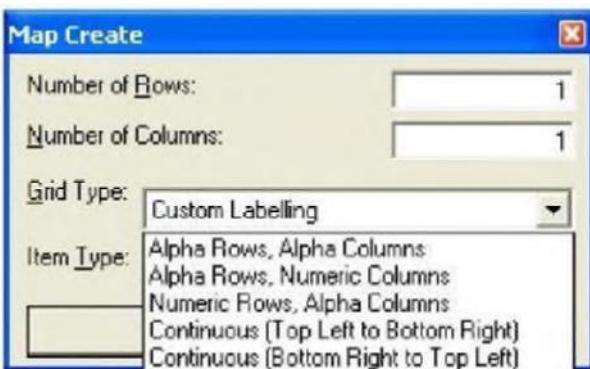 Map Create
Number of Rows: 1
Number of Columns: 1
Grid Type: Custom Labelling
Item Type: Alpha Rows, Alpha Columns
Alpha Rows, Numeric Columns
Numeric Rows, Alpha Columns
Continuous (Top Left to Bottom Right)
Continuous (Bottom Right to Top Left)